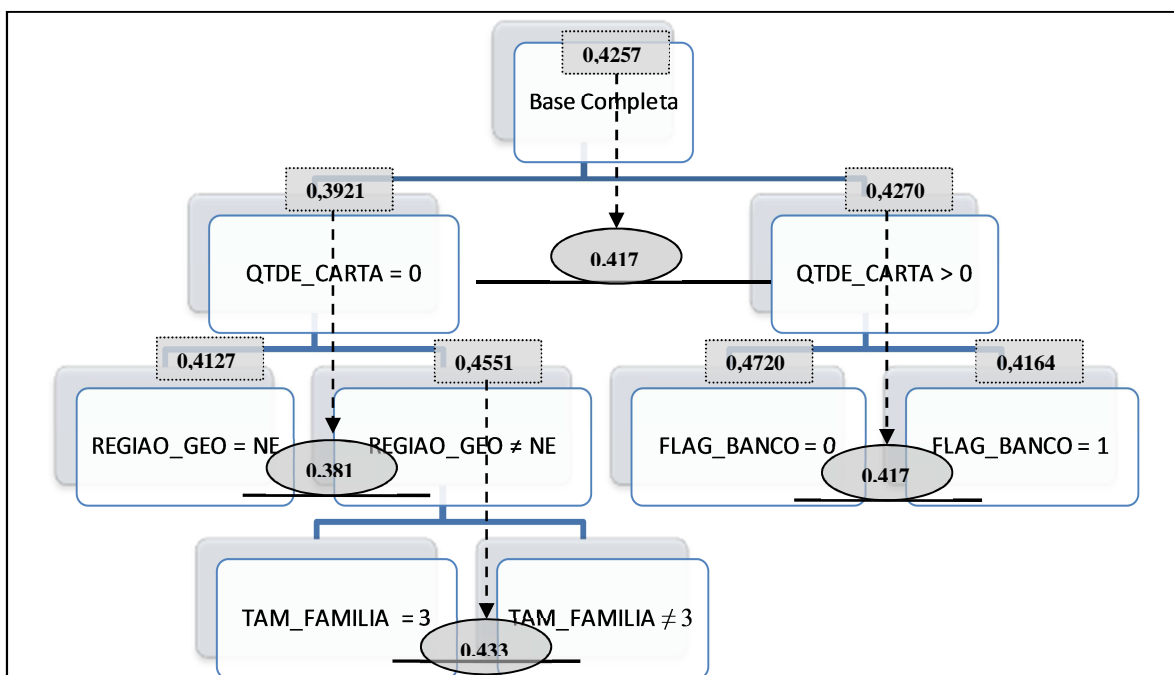 0,4257
Base Completa
0,3921
0,4270
0.417
QTDE_CARTA = 0
QTDE_CARTA > 0
0,4127
0,4551
0,4720
0,4164
REGIAO_GEO = NE
REGIAO_GEO ≠ NE
FLAG_BANCO = 0
FLAG_BANCO = 1
0.381
0.417
TAM_FAMILIA = 3
TAM_FAMILIA ≠ 3
0.433